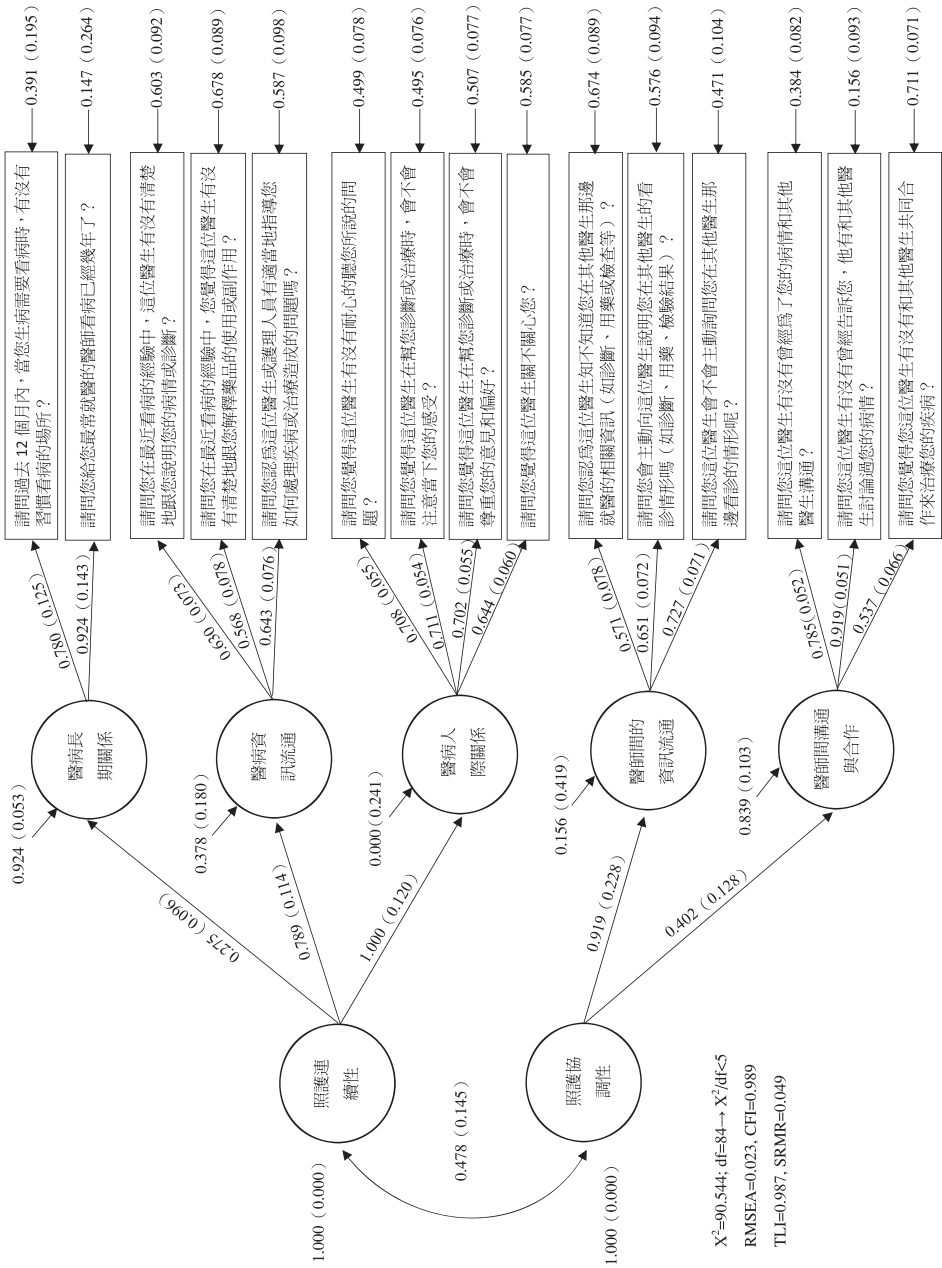 1.000（0.000）
照護連
續性
0.478（0.145）
1.000（0.000）
照護協
調性
X²=90.544; df=84→ X²/df<5
RMSEA=0.023, CFI=0.989
TLI=0.987, SRMR=0.049
0.275（0.096）
0.789（0.114）
1.000（0.120）
0.919（0.228）
0.402（0.128）
0.924（0.053）
醫病長
期關係
0.378（0.180）
醫病資
訊流通
0.000（0.241）
醫病人
際關係
0.156（0.419）
醫師間的
資訊流通
0.839（0.103）
醫師間溝通
與合作
0.780（0.125）
請問過去 12 個月內，當您生病需要看病時，有沒有
習慣看病的場所？
0.391（0.195）
0.924（0.143）
請問您給您最常就醫的醫師看病已經幾年了？
0.147（0.264）
0.630（0.073）
請問您在最近看病的經驗中，這位醫生有沒有清楚
地跟您說明您的病情或診斷？
0.603（0.092）
0.568（0.078）
請問您在最近看病的經驗中，您覺得這位醫生有沒
有清楚地跟您解釋藥品的使用或副作用？
0.678（0.089）
0.643（0.076）
請問您認為這位醫生或護理人員有適當地指導您
如何處理疾病或治療造成的問題嗎？
0.587（0.098）
0.708（0.055）
請問您覺得這位醫生有沒有耐心的聽您所說的問
題？
0.499（0.078）
0.711（0.054）
請問您覺得這位醫生在幫您診斷或治療時，會不會
注意當下您的感受？
0.495（0.076）
0.702（0.055）
請問您覺得這位醫生在幫您診斷或治療時，會不會
尊重您的意見和偏好？
0.507（0.077）
0.644（0.060）
請問您覺得這位醫生關不關心您？
0.585（0.077）
0.571（0.078）
請問您認為這位醫生知不知道您在其他醫生那邊
就醫的相關資訊（如診斷、用藥或檢查等）？
0.674（0.089）
0.651（0.072）
請問您會主動向這位醫生說明您在其他醫生的看
診情形嗎（如診斷、用藥、檢驗結果）？
0.576（0.094）
0.727（0.071）
請問您這位醫生會不會主動詢問您在其他醫生那
邊看診的情形呢？
0.471（0.104）
0.785（0.052）
請問您這位醫生有沒有曾經為了您的病情和其他
醫生溝通？
0.384（0.082）
0.919（0.051）
請問您這位醫生有沒有曾經告訴您，他有和其他醫
生討論過您的病情？
0.156（0.093）
0.537（0.066）
請問您覺得您這位醫生有沒有和其他醫生共同合
作來治療您的疾病？
0.711（0.071）